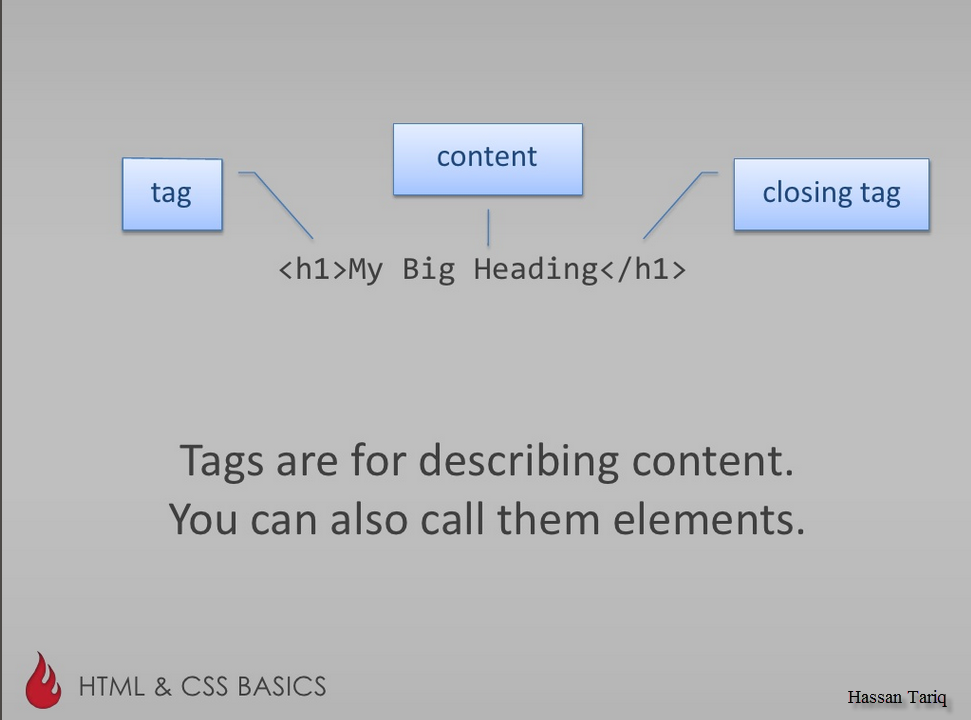 content
tag
closing tag
<h1>My Big Heading</h1>
Tags are for describing content.
You can also call them elements.
HTML & CSS BASICS
Hassan Tariq